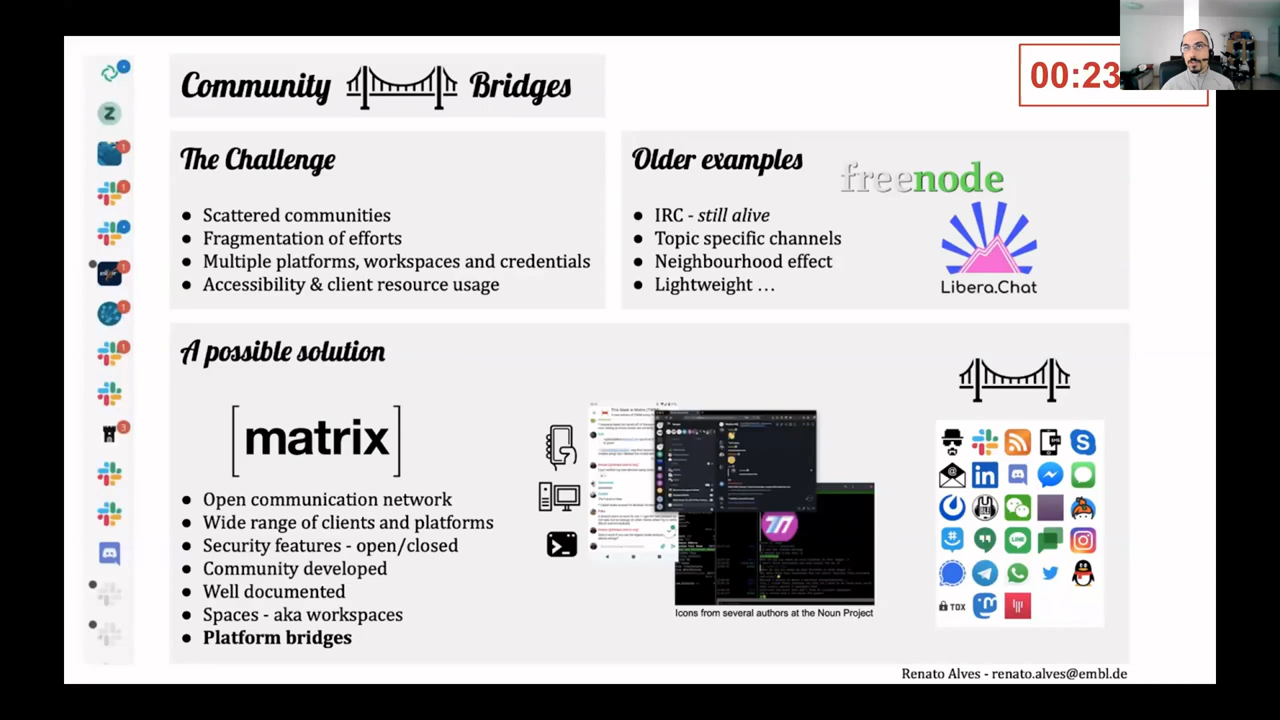 Community Bridges
00:23
The Challenge
● Scattered communities
● Fragmentation of efforts
● Multiple platforms, workspaces and credentials
● Accessibility & client resource usage
Older examples
freenode
● IRC - still alive
● Topic specific channels
● Neighbourhood effect
● Lightweight …
Libera.Chat
A possible solution
[matrix]
● Open communication network
● Wide range of clients and platforms
● Security features - open/closed
● Community developed
● Well documented
● Spaces - aka workspaces
● Platform bridges
Icons from several authors at the Noun Project
TDX
Renato Alves - renato.alves@embl.de